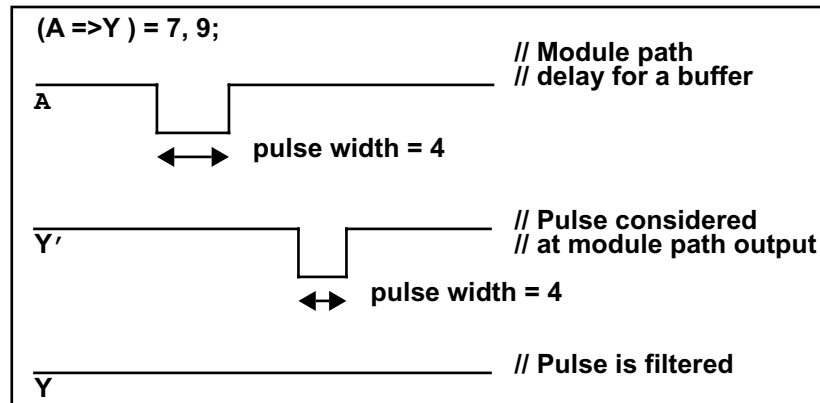 (A =>Y ) = 7, 9;
// Module path
// delay for a buffer
A
pulse width = 4
Y′
// Pulse considered
// at module path output
pulse width = 4
Y
// Pulse is filtered